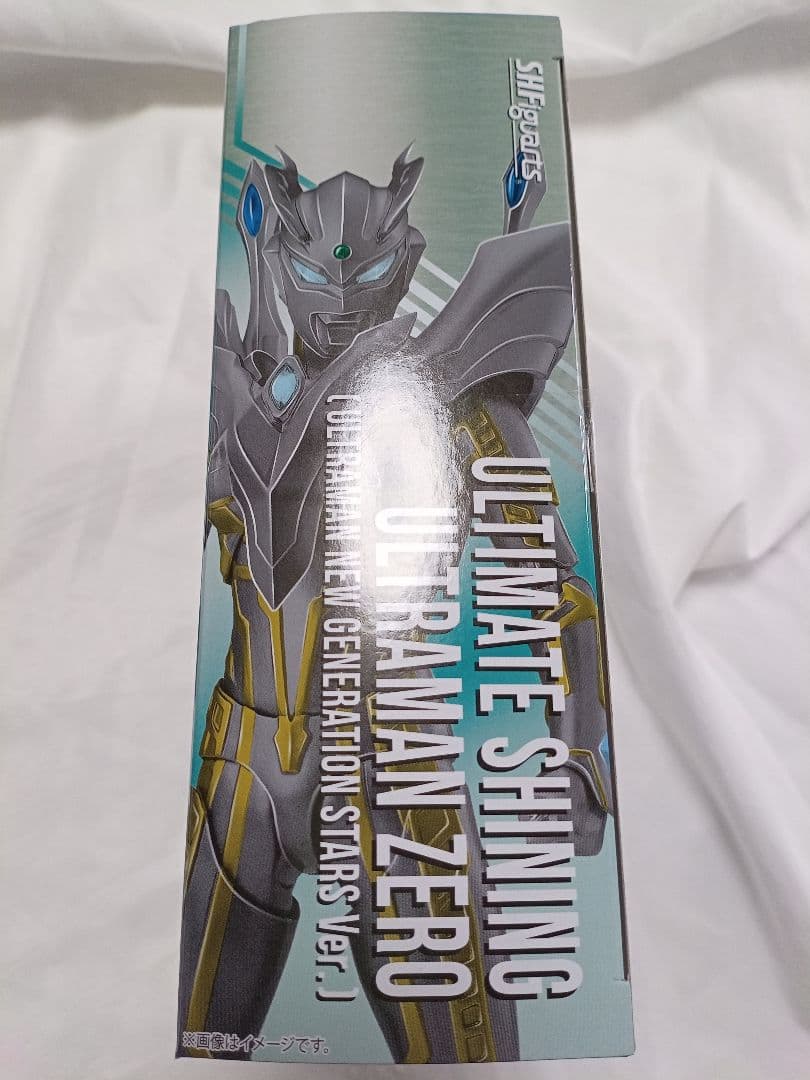 S.H.Figuarts
ULTIMATE SHINING
ULTRAMAN ZERO
(ULTRAMAN NEW GENERATION STARS Ver.)
※画像はイメージです。